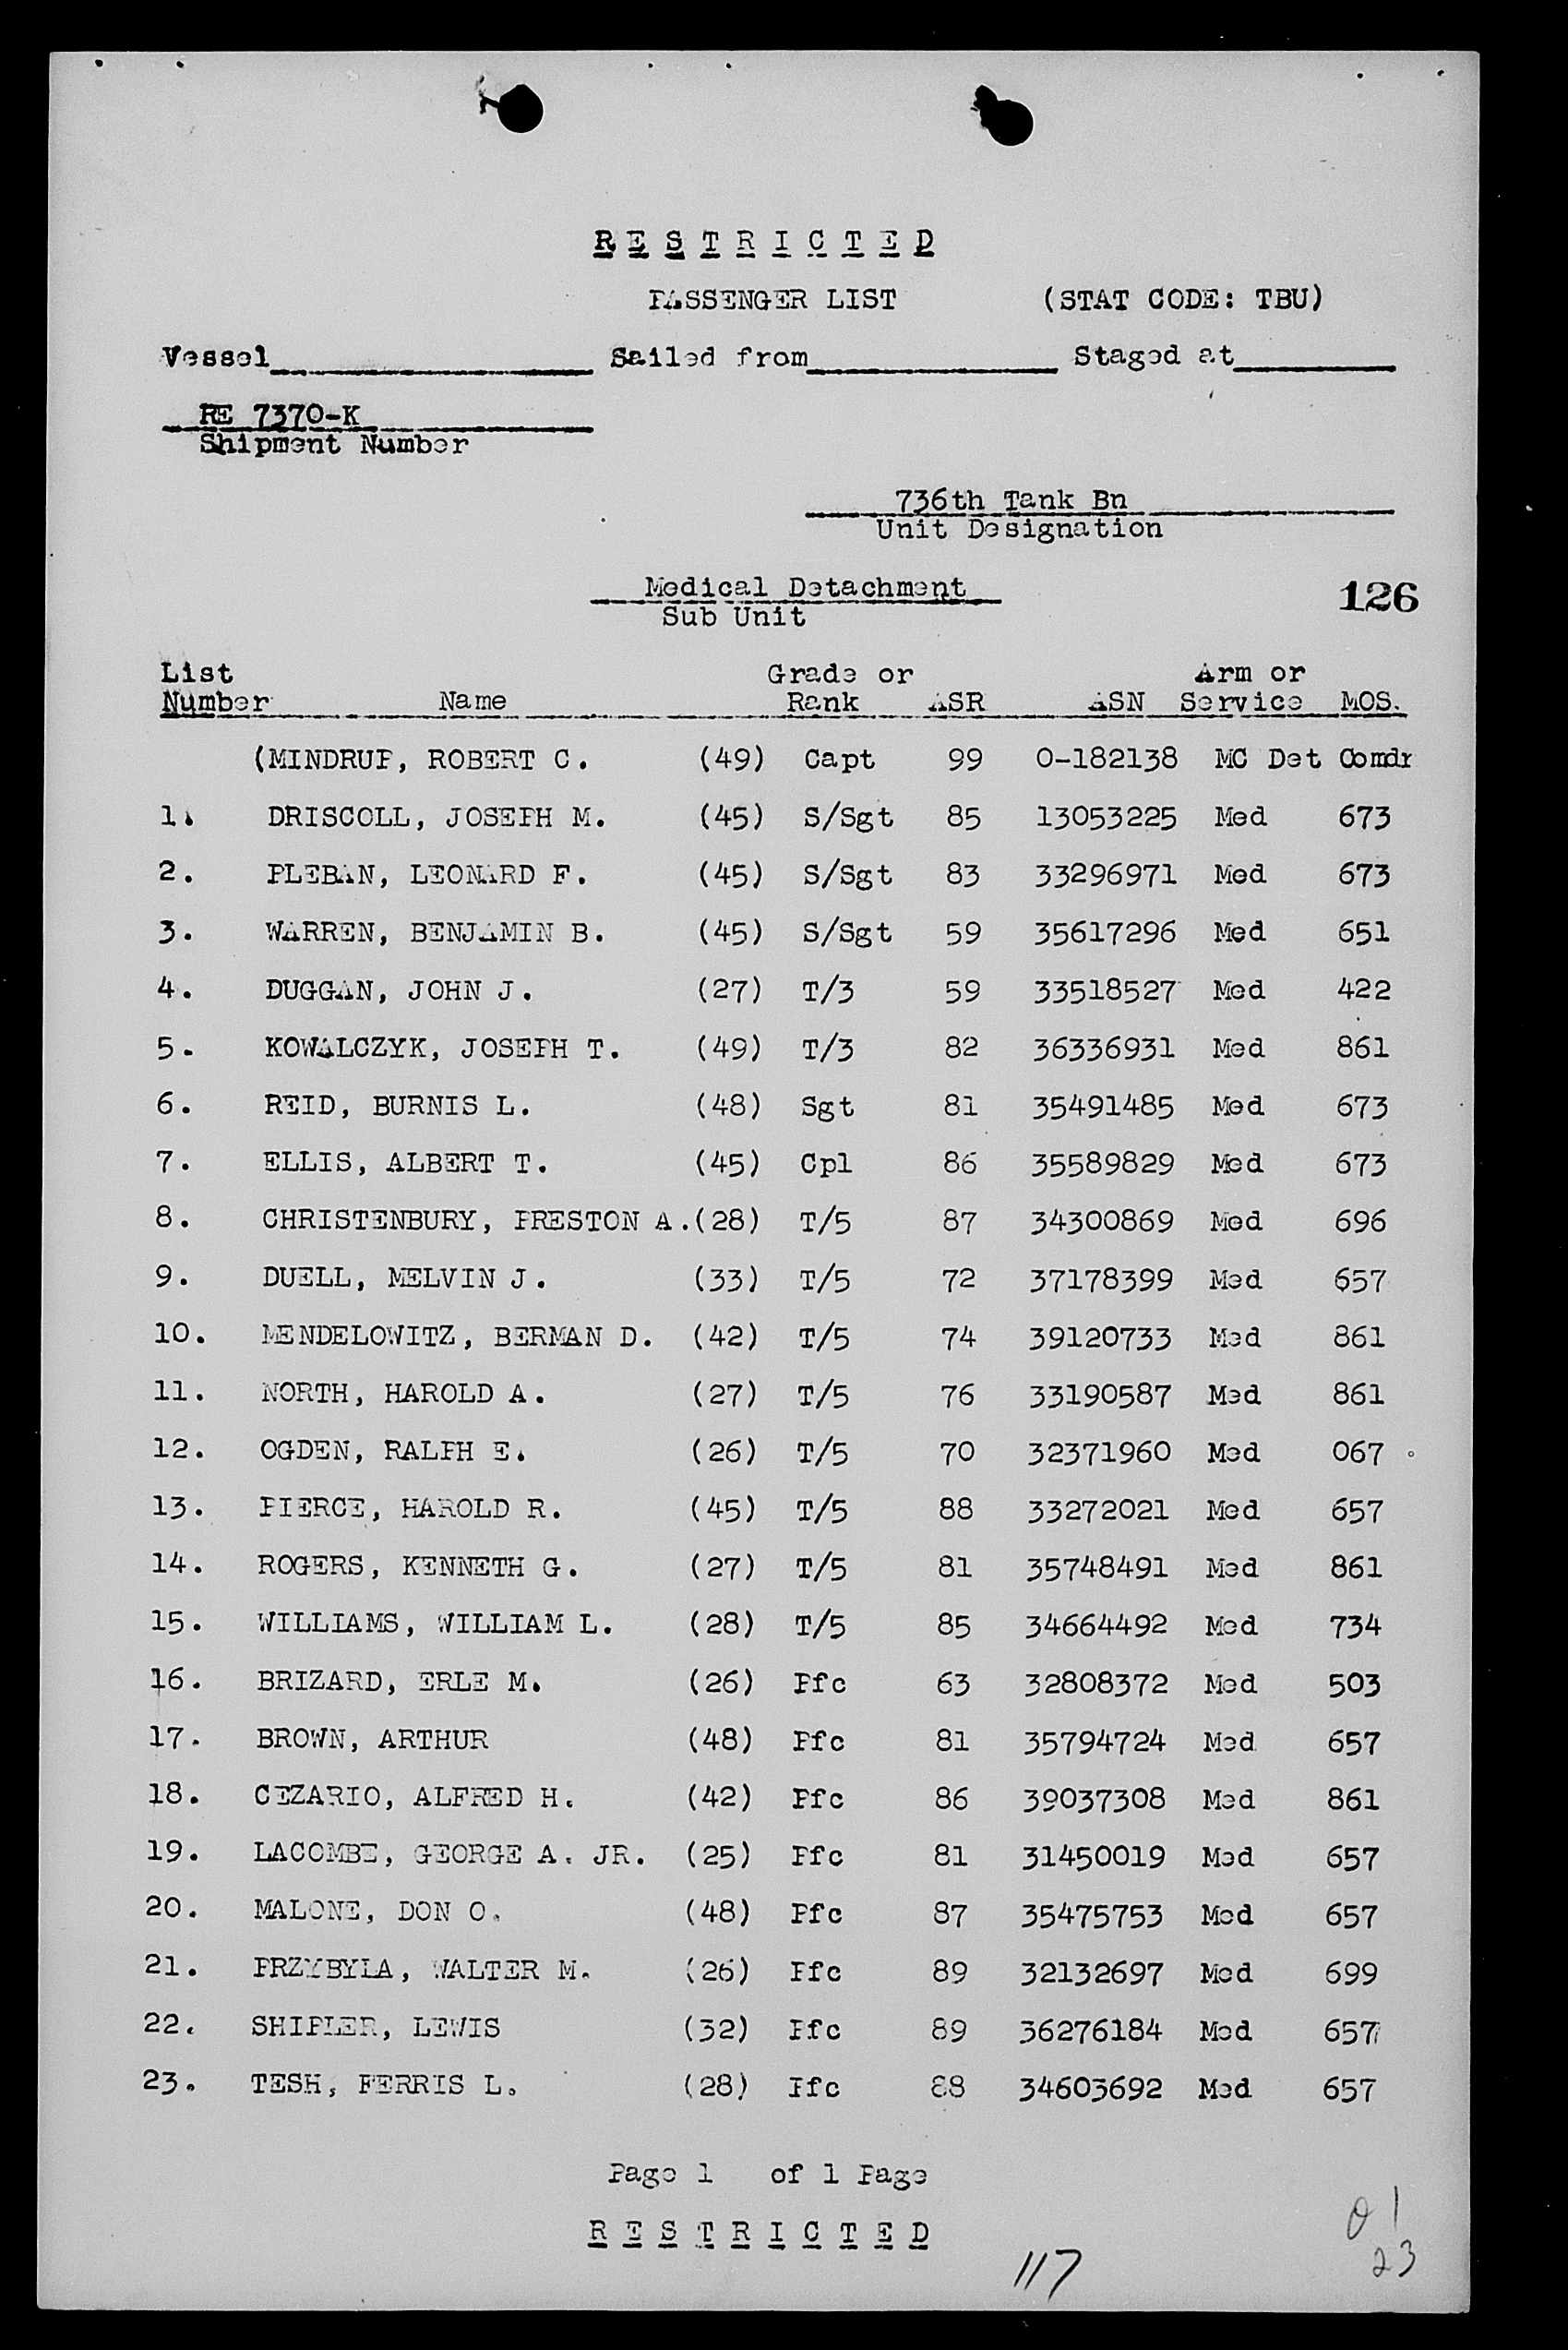 R E S T R I C T E D
PASSENGER LIST (STAT CODE: TBU)
Vessel Sailed from Staged at
RE 7370-K
Shipment Number
736th Tank Bn
Unit Designation
Medical Detachment
126
Sub Unit
List Grade or Arm or
Number Name Rank ASR ASN Service MOS.
(MINDRUP, ROBERT C. (49) Capt 99 O-182138 MC Det Comdr
1. DRISCOLL, JOSEPH M. (45) S/Sgt 85 13053225 Med 673
2. PLEBAN, LEONARD F. (45) S/Sgt 83 33296971 Med 673
3. WARREN, BENJAMIN B. (45) S/Sgt 59 35617296 Med 651
4. DUGGAN, JOHN J. (27) T/3 59 33518527 Med 422
5. KOWALCZYK, JOSEPH T. (49) T/3 82 36336931 Med 861
6. REID, BURNIS L. (48) Sgt 81 35491485 Med 673
7. ELLIS, ALBERT T. (45) Cpl 86 35589829 Med 673
8. CHRISTENBURY, PRESTON A.(28) T/5 87 34300869 Med 696
9. DUELL, MELVIN J. (33) T/5 72 37178399 Med 657
10. MENDELOWITZ, BERMAN D. (42) T/5 74 39120733 Med 861
11. NORTH, HAROLD A. (27) T/5 76 33190587 Med 861
12. OGDEN, RALPH E. (26) T/5 70 32371960 Med 067
13. PIERCE, HAROLD R. (45) T/5 88 33272021 Med 657
14. ROGERS, KENNETH G. (27) T/5 81 35748491 Med 861
15. WILLIAMS, WILLIAM L. (28) T/5 85 34664492 Med 734
16. BRIZARD, ERLE M. (26) Pfc 63 32808372 Med 503
17. BROWN, ARTHUR (48) Pfc 81 35794724 Med 657
18. CEZARIO, ALFRED H. (42) Pfc 86 39037308 Med 861
19. LACOMBE, GEORGE A. JR. (25) Pfc 81 31450019 Med 657
20. MALONE, DON O. (48) Pfc 87 35475753 Med 657
21. PRZYBYLA, WALTER M. (26) Pfc 89 32132697 Med 699
22. SHIPLER, LEWIS (32) Pfc 89 36276184 Med 657
23. TESH, FERRIS L. (28) Pfc 88 34603692 Med 657
Page 1 of 1 Page
R E S T R I C T E D
0 1
23
117